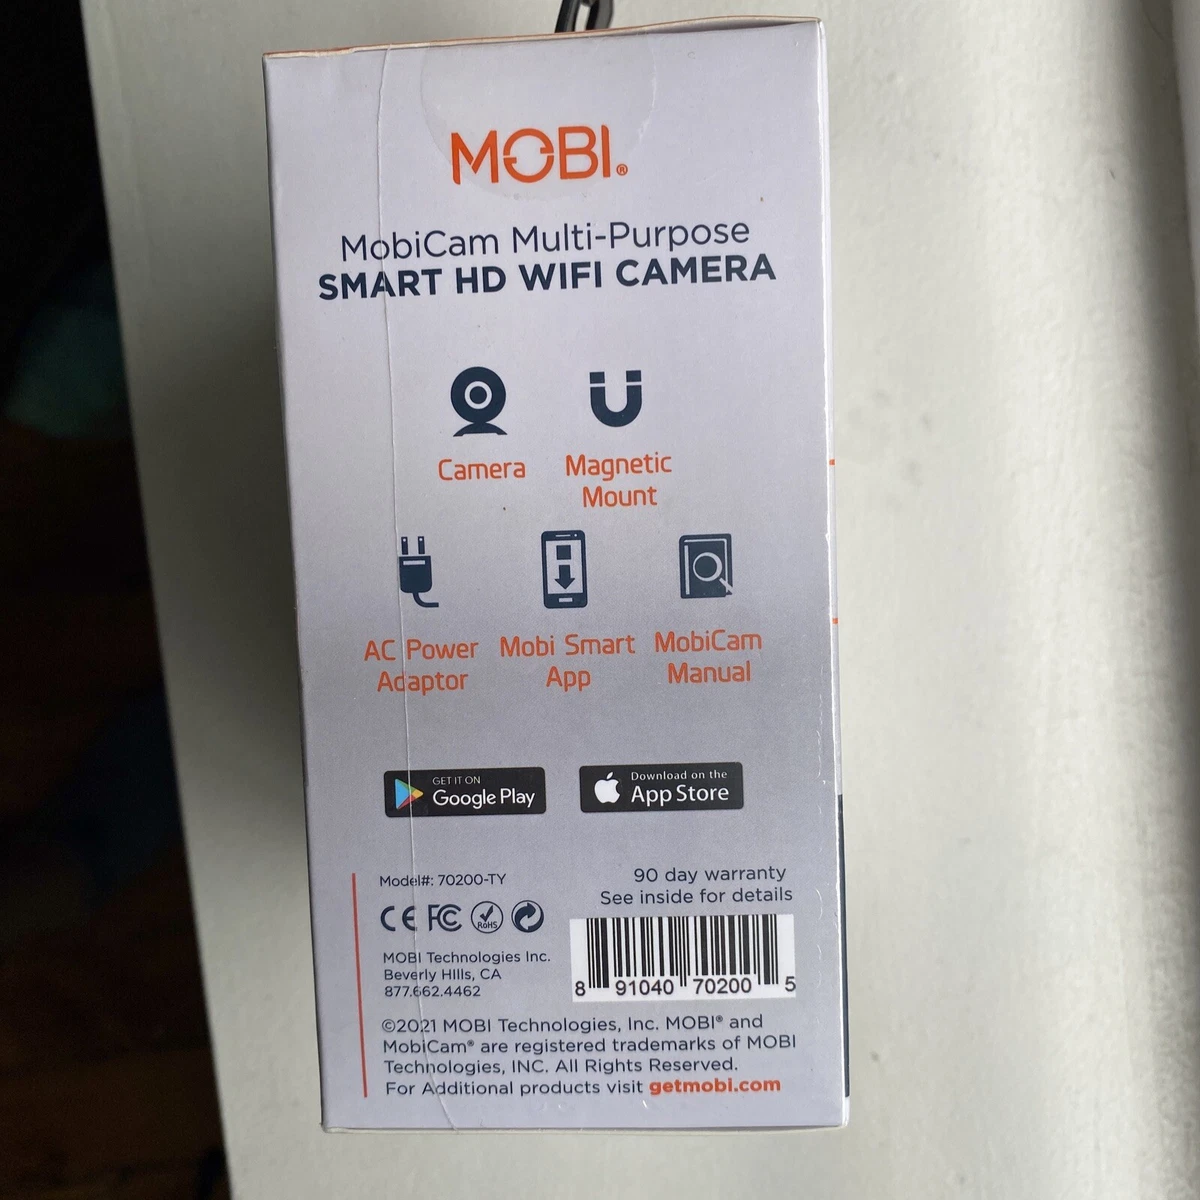 MOBI®
MobiCam Multi-Purpose
SMART HD WIFI CAMERA
Camera
Magnetic
Mount
AC Power
Adaptor
Mobi Smart
App
MobiCam
Manual
GET IT ON
Google Play
Download on the
App Store
Model#: 70200-TY
90 day warranty
See inside for details
CE FC RoHS
MOBI Technologies Inc.
Beverly HIlls, CA
877.662.4462
8 91040 70200 5
©2021 MOBI Technologies, Inc. MOBI® and
MobiCam® are registered trademarks of MOBI
Technologies, INC. All Rights Reserved.
For Additional products visit getmobi.com